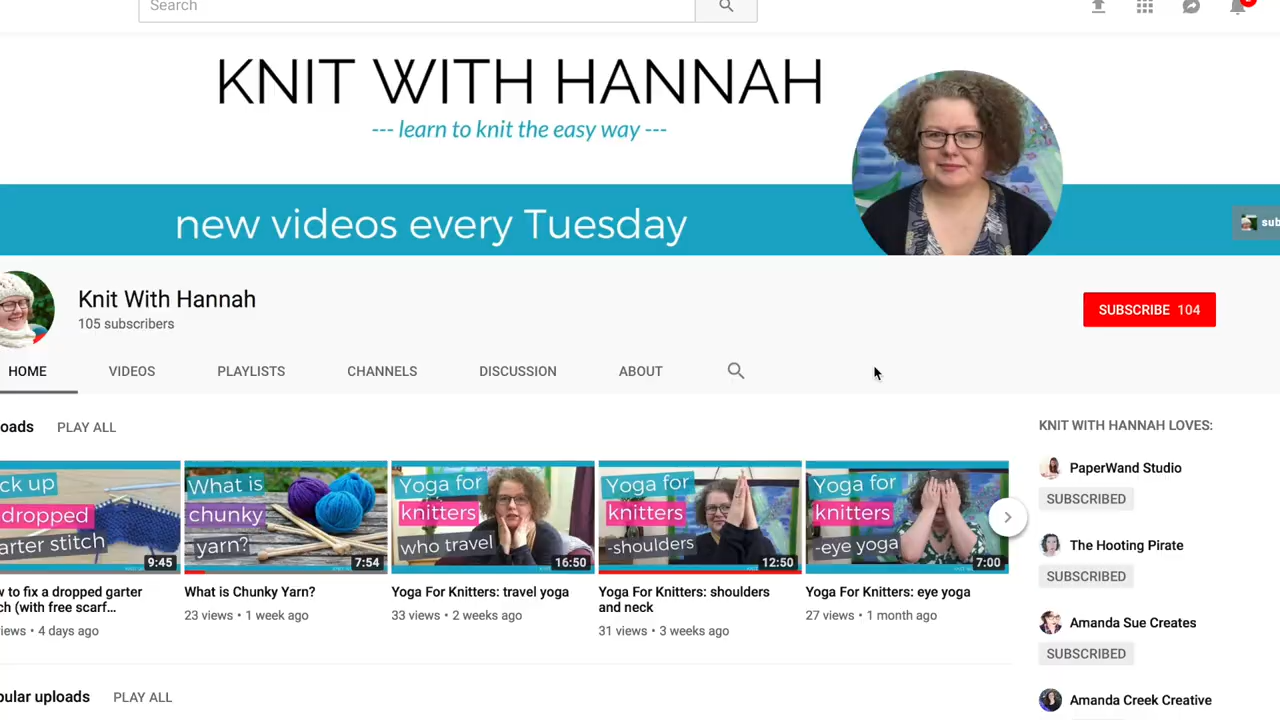 Search
KNIT WITH HANNAH
--- learn to knit the easy way ---
new videos every Tuesday
sub
Knit With Hannah
105 subscribers
SUBSCRIBE 104
HOME
VIDEOS
PLAYLISTS
CHANNELS
DISCUSSION
ABOUT
oads
PLAY ALL
KNIT WITH HANNAH LOVES:
ck up
dropped
arter stitch
9:45
What is
chunky
yarn?
7:54
Yoga for
knitters
who travel
16:50
Yoga for
knitters
-shoulders
12:50
Yoga for
knitters
-eye yoga
7:00
w to fix a dropped garter
ch (with free scarf...
iews • 4 days ago
What is Chunky Yarn?
23 views • 1 week ago
Yoga For Knitters: travel yoga
33 views • 2 weeks ago
Yoga For Knitters: shoulders
and neck
31 views • 3 weeks ago
Yoga For Knitters: eye yoga
27 views • 1 month ago
PaperWand Studio
SUBSCRIBED
The Hooting Pirate
SUBSCRIBED
Amanda Sue Creates
SUBSCRIBED
Amanda Creek Creative
pular uploads
PLAY ALL